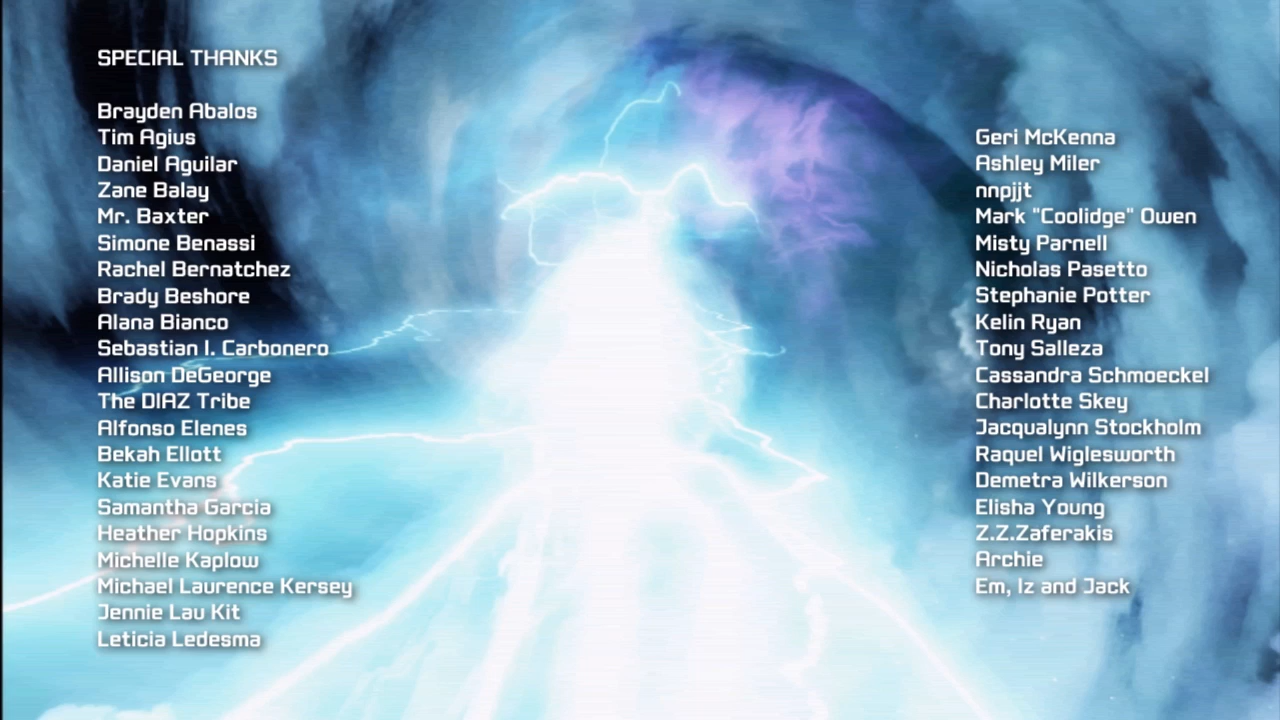 SPECIAL THANKS
Brayden Abalos
Tim Agius
Daniel Aguilar
Zane Balay
Mr. Baxter
Simone Benassi
Rachel Bernatchez
Brady Beshore
Alana Bianco
Sebastian I. Carbonero
Allison DeGeorge
The DIAZ Tribe
Alfonso Elenes
Bekah Ellott
Katie Evans
Samantha Garcia
Heather Hopkins
Michelle Kaplow
Michael Laurence Kersey
Jennie Lau Kit
Leticia Ledesma
Geri McKenna
Ashley Miler
nnpjjt
Mark "Coolidge" Owen
Misty Parnell
Nicholas Pasetto
Stephanie Potter
Kelin Ryan
Tony Salleza
Cassandra Schmoeckel
Charlotte Skey
Jacqualynn Stockholm
Raquel Wiglesworth
Demetra Wilkerson
Elisha Young
Z.Z.Zaferakis
Archie
Em, Iz and Jack